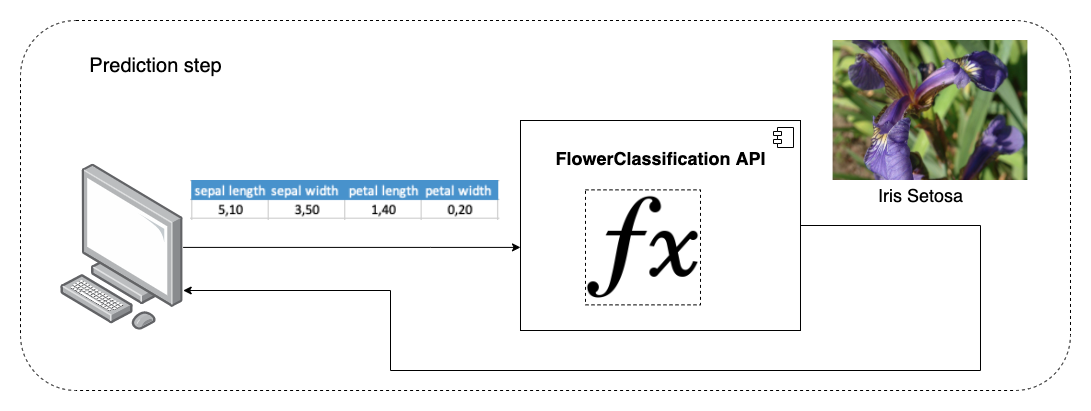 Prediction step
FlowerClassification API
Iris Setosa
sepal length sepal width petal length petal width
5,10 3,50 1,40 0,20
fx